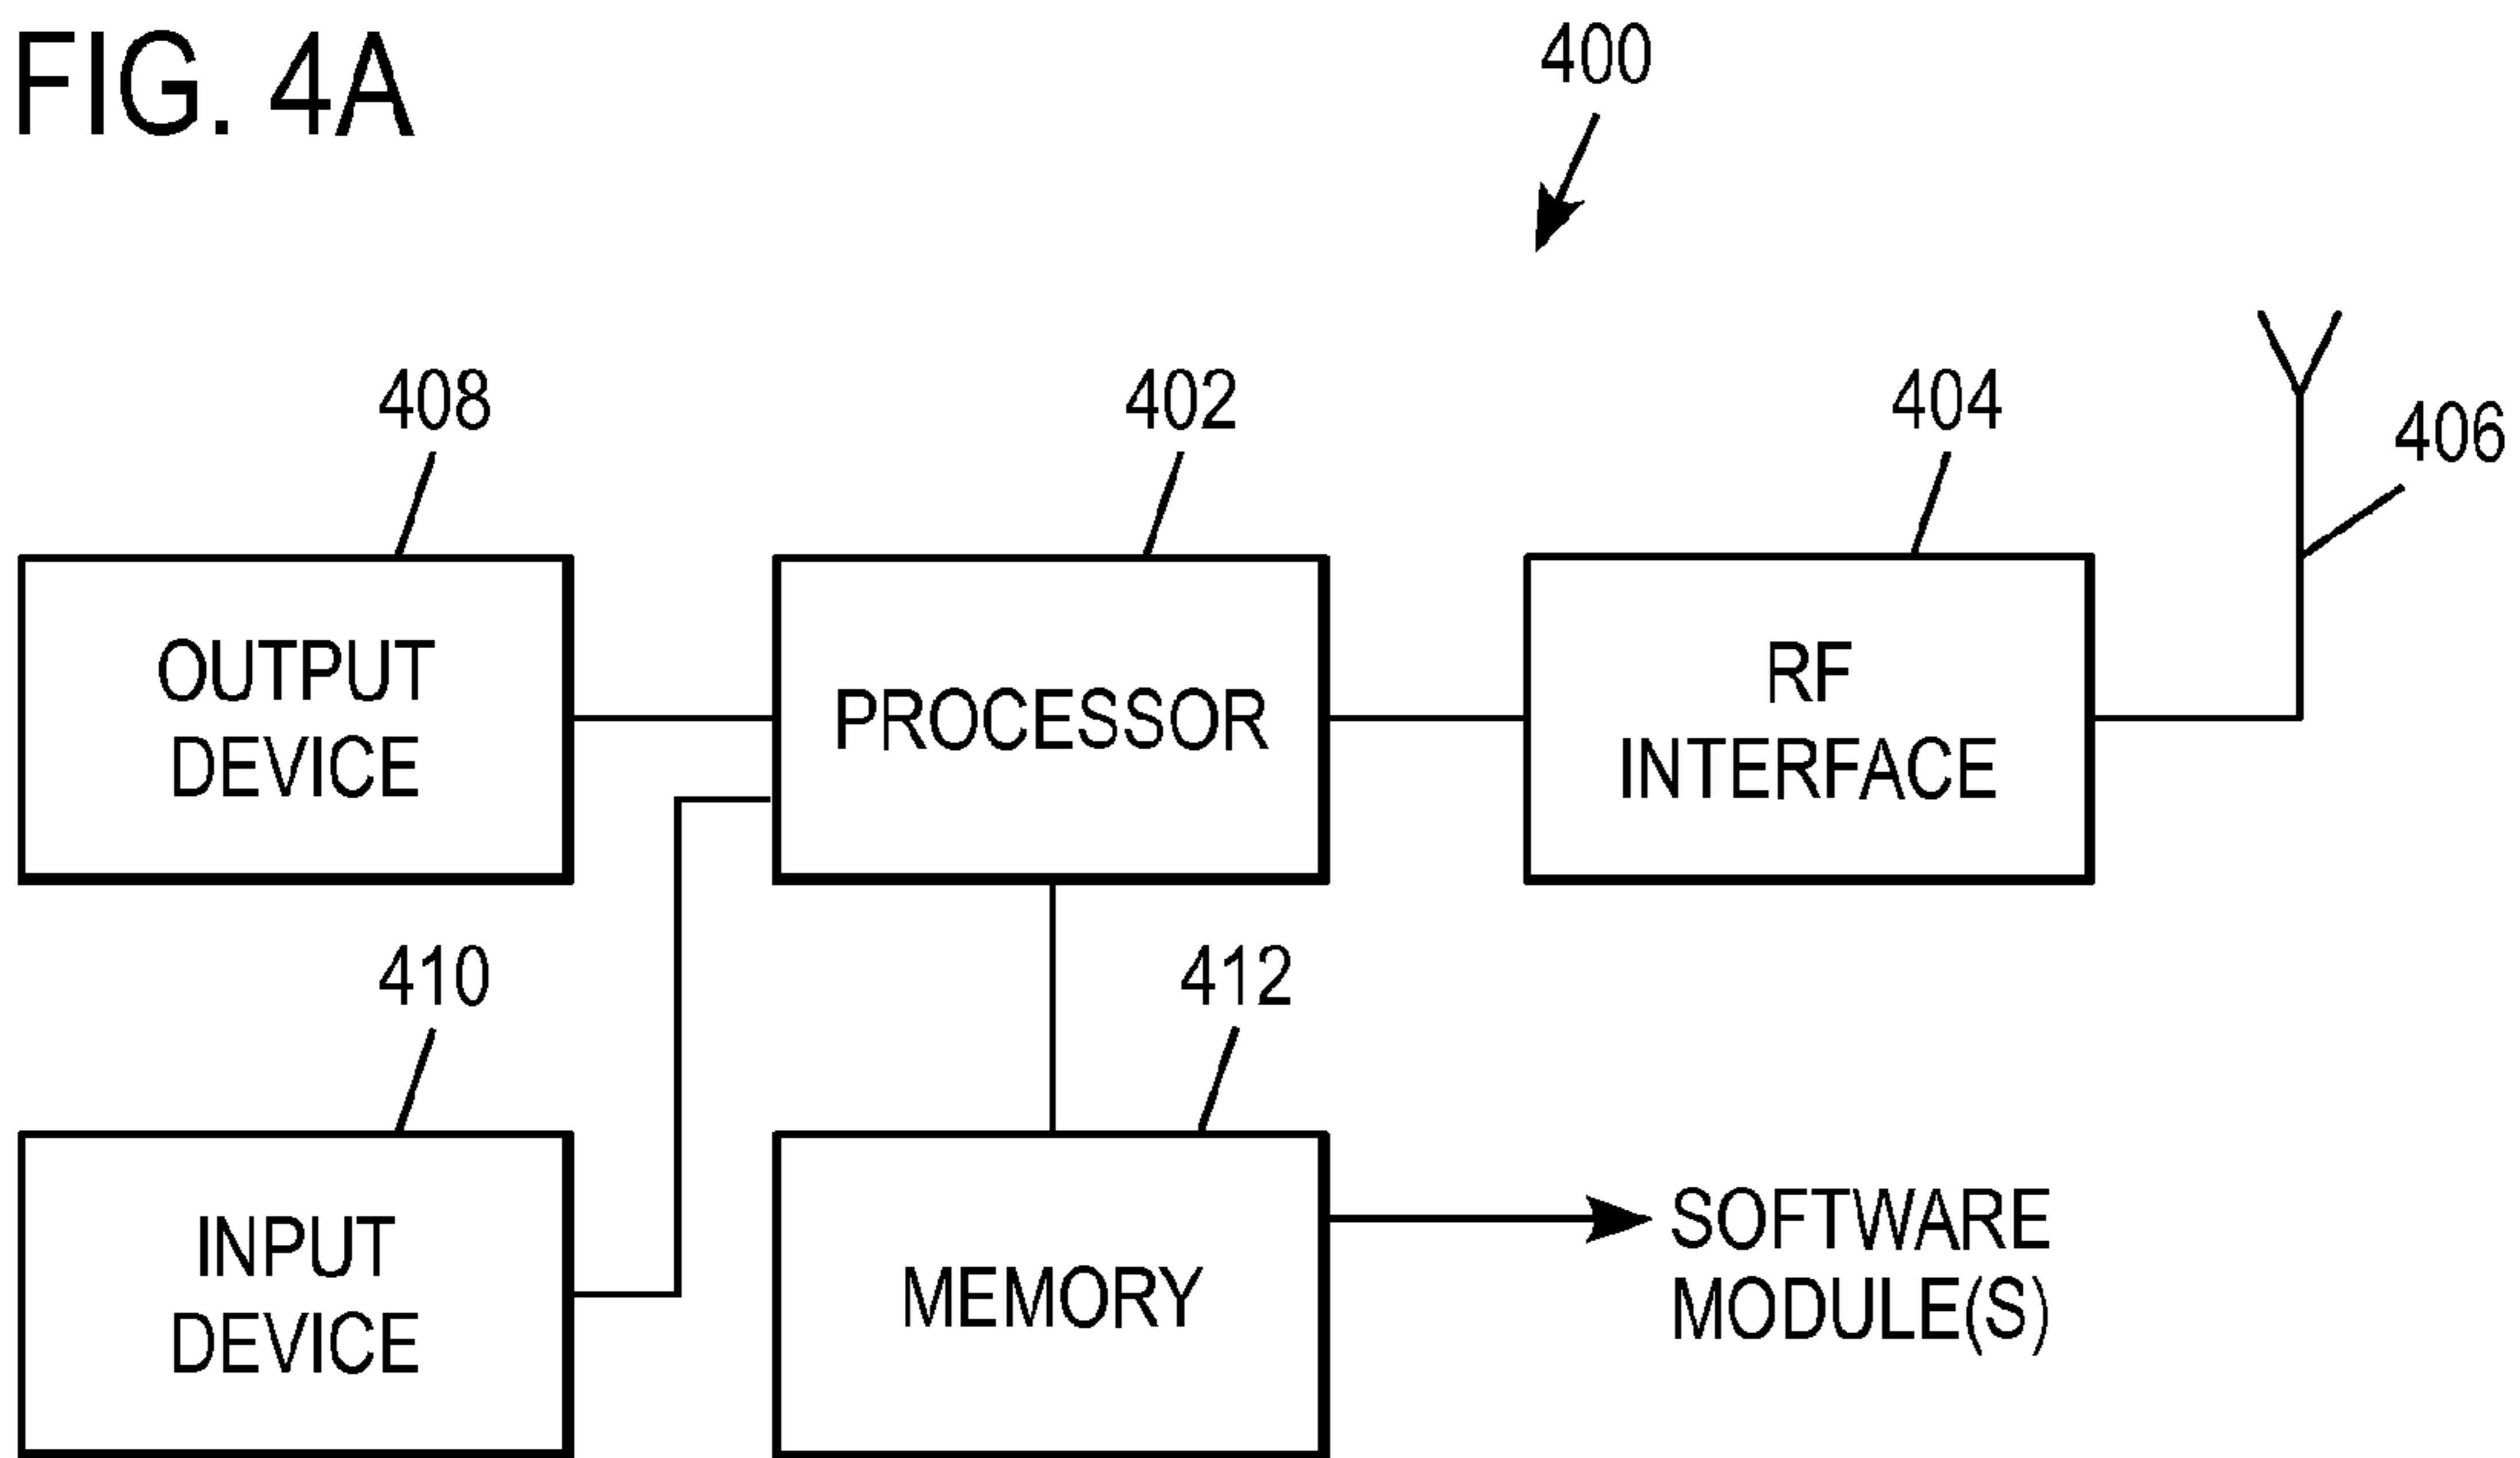 FIG. 4A
400
408
402
404
406
OUTPUT
DEVICE
PROCESSOR
RF
INTERFACE
410
412
INPUT
DEVICE
MEMORY
SOFTWARE
MODULE(S)